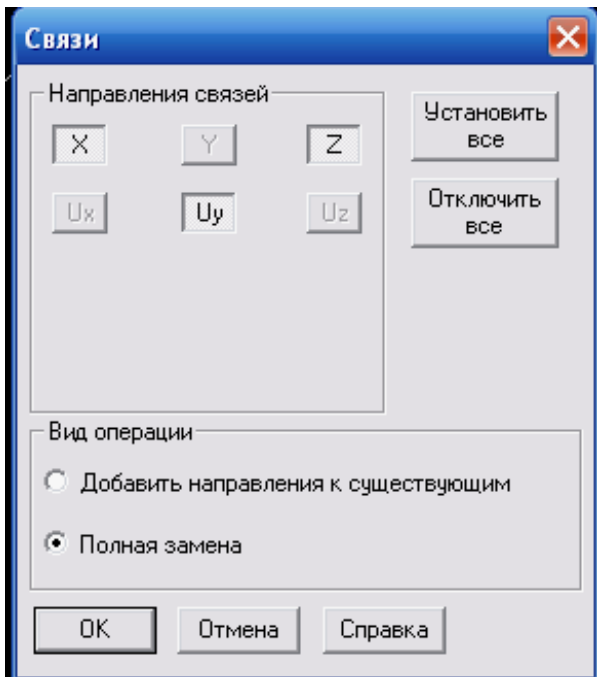 Связи
Направления связей
X Y Z
Ux Uy Uz
Установить
все
Отключить
все
Вид операции
Добавить направления к существующим
Полная замена
OK Отмена Справка